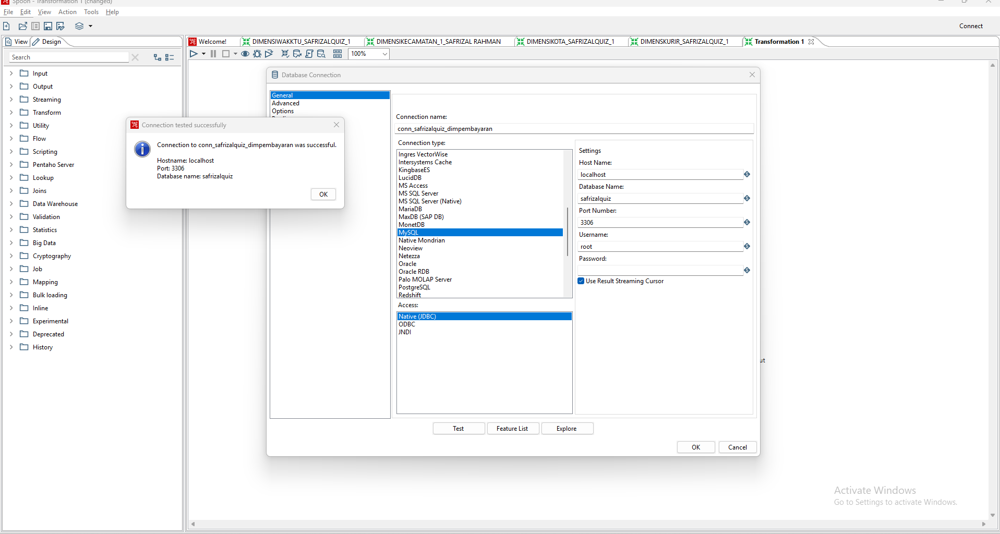 Spoon - Transformation 1 (changed)
File Edit View Action Tools Help
Connect
View Design
Welcome! DIMENSIWAKKTU_SAFRIZALQUIZ_1 DIMENSIKECAMATAN_1_SAFRIZAL RAHMAN DIMENSIKOTA_SAFRIZALQUIZ_1 DIMENSKURIR_SAFRIZALQUIZ_1 Transformation 1
Search
100%
Input
Output
Streaming
Transform
Utility
Flow
Scripting
Pentaho Server
Lookup
Joins
Data Warehouse
Validation
Statistics
Big Data
Cryptography
Job
Mapping
Bulk loading
Inline
Experimental
Deprecated
History
Connection tested successfully
Connection to conn_safrizalquiz_dimpembayaran was successful.
Hostname: localhost
Port: 3306
Database name: safrizalquiz
OK
Database Connection
General
Advanced
Options
Connection name:
conn_safrizalquiz_dimpembayaran
Connection type:
Ingres VectorWise
Intersystems Cache
KingbaseES
LucidDB
MS Access
MS SQL Server
MS SQL Server (Native)
MariaDB
MaxDB (SAP DB)
MonetDB
MySQL
Native Mondrian
Neoview
Netezza
Oracle
Oracle RDB
Palo MOLAP Server
PostgreSQL
Redshift
Access:
Native (JDBC)
ODBC
JNDI
Settings
Host Name:
localhost
Database Name:
safrizalquiz
Port Number:
3306
Username:
root
Password:
Use Result Streaming Cursor
ut
Test Feature List Explore
OK Cancel
Activate Windows
Go to Settings to activate Windows.